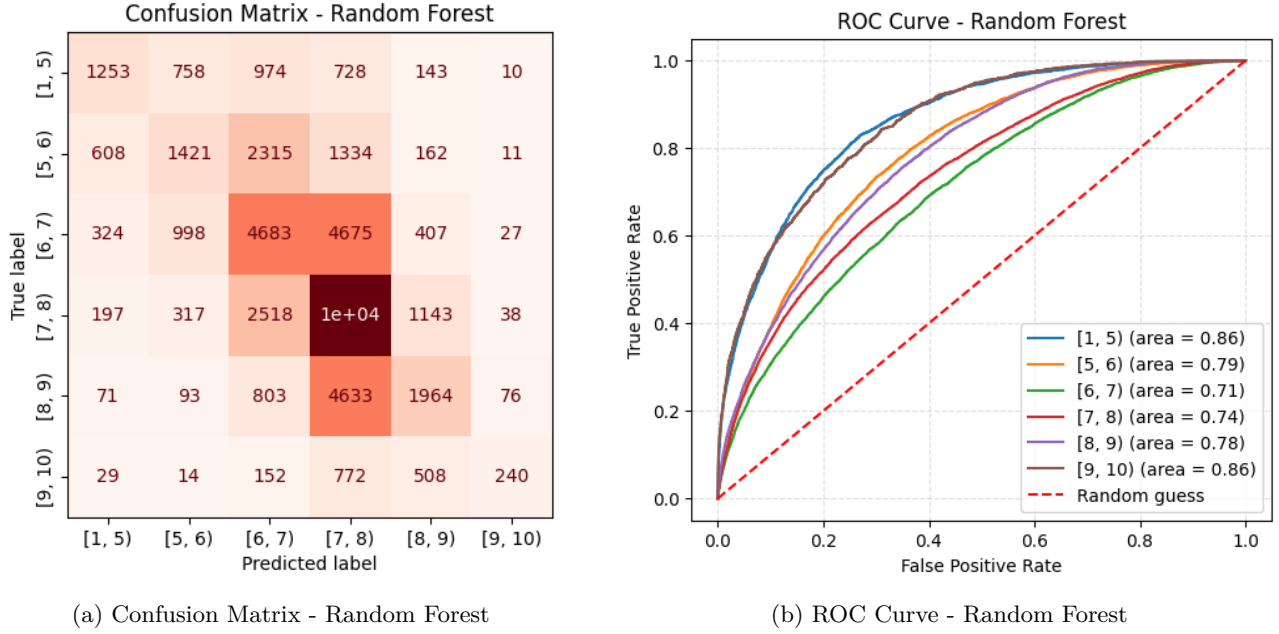 Confusion Matrix - Random Forest
[1, 5) 1253 758 974 728 143 10
[5, 6) 608 1421 2315 1334 162 11
[6, 7) 324 998 4683 4675 407 27
[7, 8) 197 317 2518 1e+04 1143 38
[8, 9) 71 93 803 4633 1964 76
[9, 10) 29 14 152 772 508 240
[1, 5) [5, 6) [6, 7) [7, 8) [8, 9) [9, 10)
True label
Predicted label
(a) Confusion Matrix - Random Forest
ROC Curve - Random Forest
1.0
0.8
0.6
0.4
0.2
0.0
True Positive Rate
[1, 5) (area = 0.86)
[5, 6) (area = 0.79)
[6, 7) (area = 0.71)
[7, 8) (area = 0.74)
[8, 9) (area = 0.78)
[9, 10) (area = 0.86)
Random guess
0.0 0.2 0.4 0.6 0.8 1.0
False Positive Rate
(b) ROC Curve - Random Forest